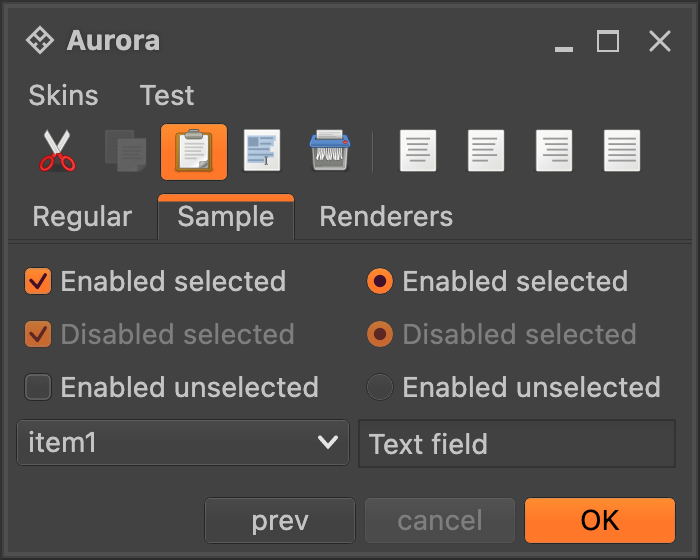 Aurora
Skins Test
Regular Sample Renderers
Enabled selected Enabled selected
Disabled selected Disabled selected
Enabled unselected Enabled unselected
item1 Text field
prev cancel OK